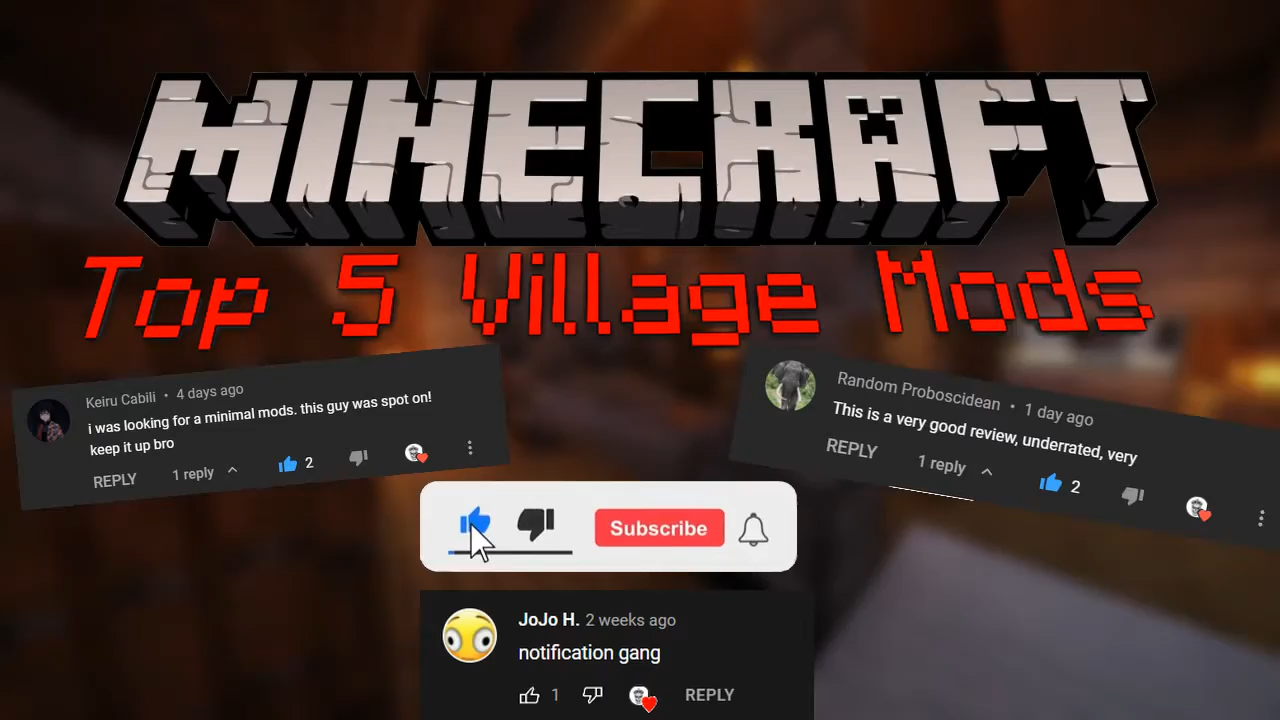 MINECRAFT
Top 5 Village Mods
Keiru Cabili • 4 days ago
i was looking for a minimal mods. this guy was spot on!
keep it up bro
REPLY 1 reply 2
Random Proboscidean • 1 day ago
This is a very good review, underrated, very
REPLY 1 reply 2
Subscribe
JoJo H. 2 weeks ago
notification gang
1 REPLY